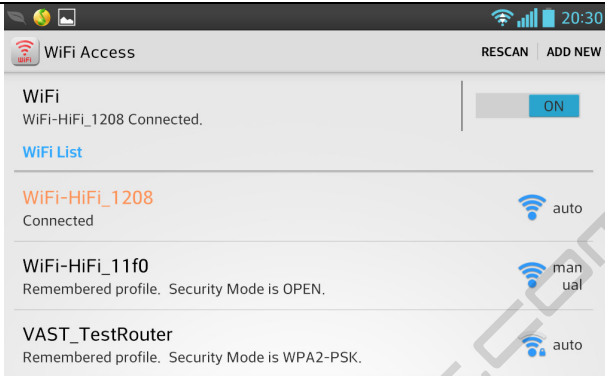 20:30
WiFi Access
RESCAN
ADD NEW
WiFi
WiFi-HiFi_1208 Connected.
ON
WiFi List
WiFi-HiFi_1208
Connected
auto
WiFi-HiFi_11f0
Remembered profile. Security Mode is OPEN.
man
ual
VAST_TestRouter
Remembered profile. Security Mode is WPA2-PSK.
auto